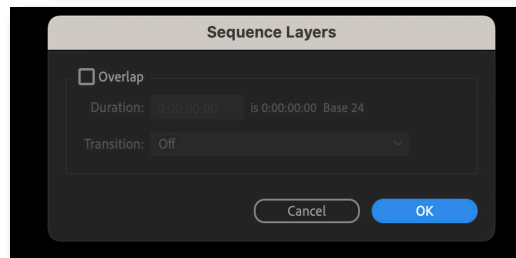 Sequence Layers
Overlap
Duration: 0:00:00:00 is 0:00:00:00 Base 24
Transition: Off
Cancel OK